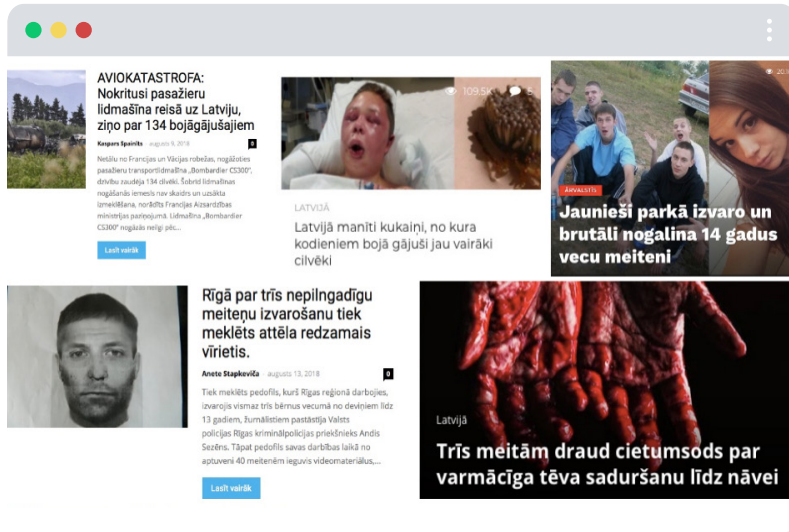 AVIOKATASTROFA:
Nokritusi pasažieru
lidmašīna reisā uz Latviju,
ziņo par 134 bojāgājušajiem
Kaspars Spainīts - augusts 9, 2018
0
Netālu no Francijas un Vācijas robežas, nogāžoties
pasažieru transportlidmašīna „Bombardier CS300”,
dzīvību zaudēja 134 cilvēki. Šobrīd lidmašīnas
nogāšanās iemesls nav skaidrs un uzsākta
izmeklēšana, norādīts Francijas Aizsardzības
ministrijas paziņojumā. Lidmašīna „Bombardier
CS300” nogāzās neilgi pēc...
Lasīt vairāk
109.5K
LATVIJĀ
Latvijā manīti kukaiņi, no kura
kodieniem bojā gājuši jau vairāki
cilvēki
ĀRVALSTĪS
Jaunieši parkā izvaro un
brutāli nogalina 14 gadus
vecu meiteni
Rīgā par trīs nepilngadīgu
meiteņu izvarošanu tiek
meklēts attēla redzamais
vīrietis.
Anete Stapkeviča - augusts 13, 2018
0
Tiek meklēts pedofils, kurš Rīgas reģionā darbojies,
izvarojis vismaz trīs bērnus vecumā no deviņiem līdz
13 gadiem, žurnālistiem pastāstīja Valsts
policijas Rīgas kriminālpolicijas priekšnieks Andis
Sezēns. Tāpat pedofils savas darbības laikā no
aptuveni 40 meitenēm ieguvis videomateriālus,...
Lasīt vairāk
Latvijā
Trīs meitām draud cietumsods par
varmācīga tēva saduršanu līdz nāvei